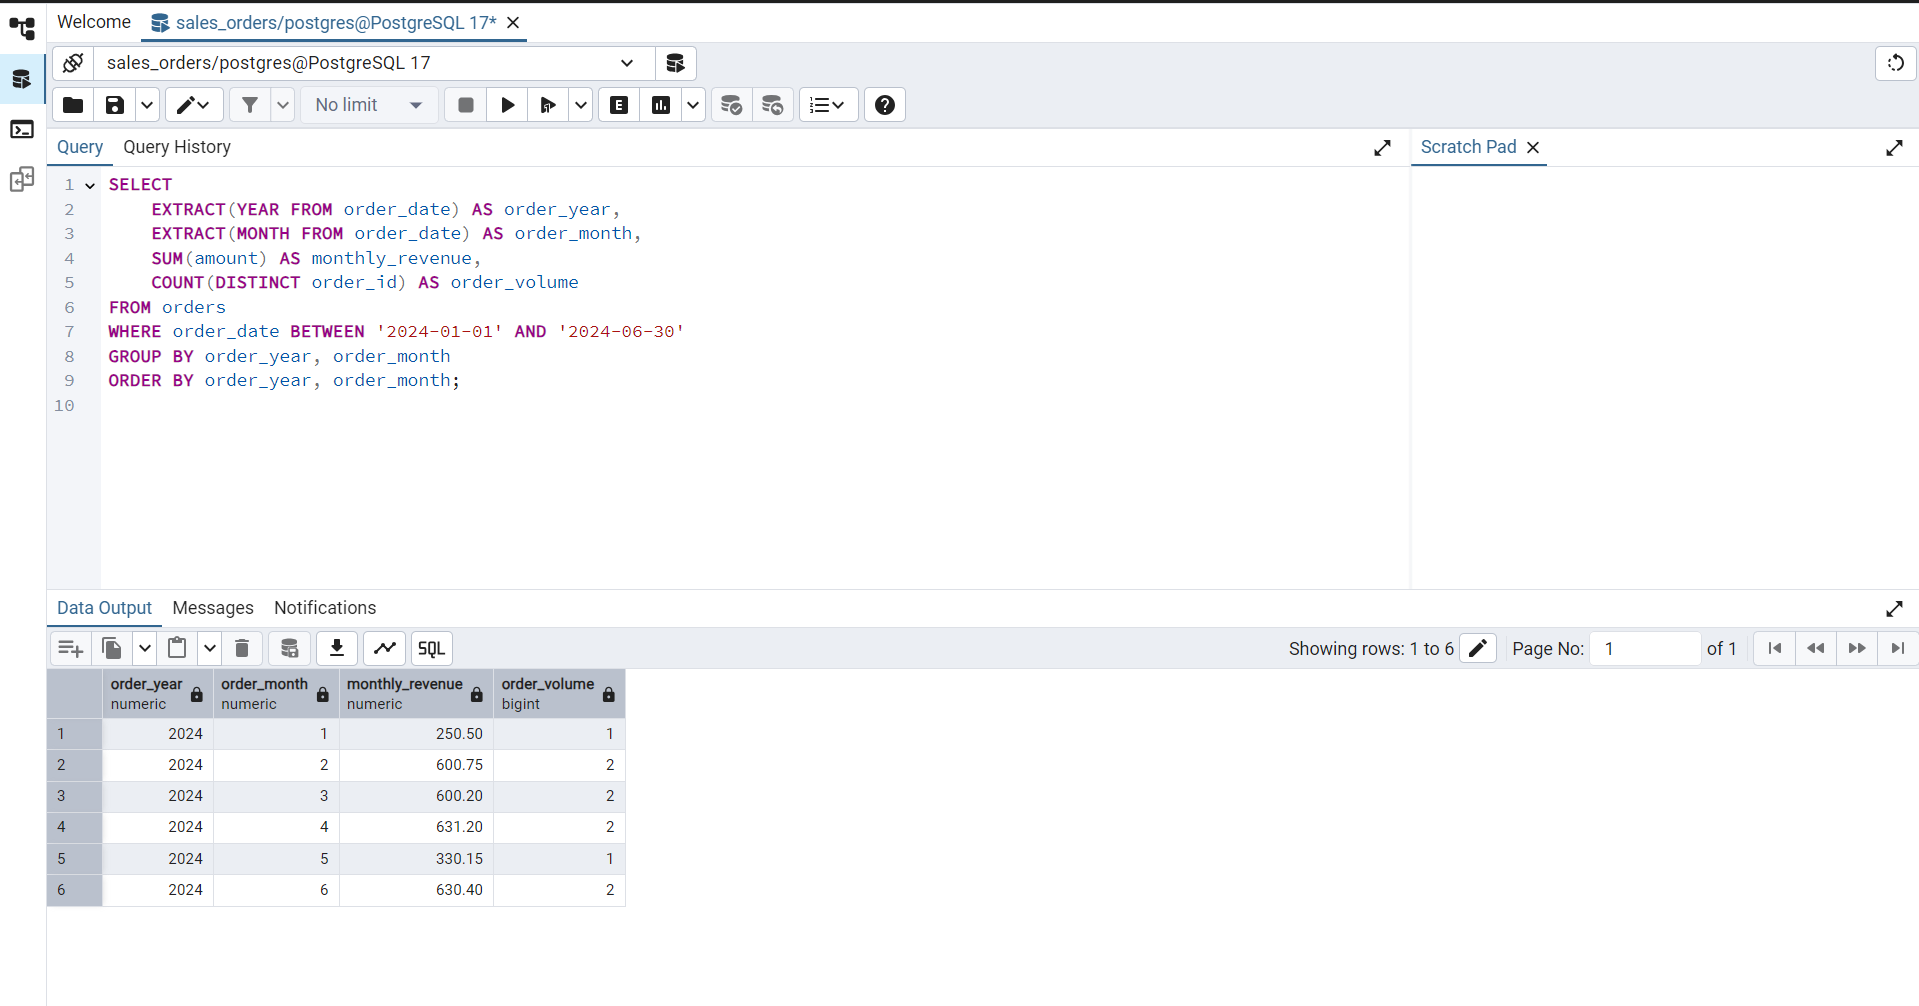 Welcome
sales_orders/postgres@PostgreSQL 17*
sales_orders/postgres@PostgreSQL 17
No limit
E
Query
Query History
Scratch Pad
1 SELECT
2 EXTRACT(YEAR FROM order_date) AS order_year,
3 EXTRACT(MONTH FROM order_date) AS order_month,
4 SUM(amount) AS monthly_revenue,
5 COUNT(DISTINCT order_id) AS order_volume
6 FROM orders
7 WHERE order_date BETWEEN '2024-01-01' AND '2024-06-30'
8 GROUP BY order_year, order_month
9 ORDER BY order_year, order_month;
10
Data Output
Messages
Notifications
SQL
Showing rows: 1 to 6
Page No: 1 of 1
order_year order_month monthly_revenue order_volume
numeric numeric numeric bigint
1 2024 1 250.50 1
2 2024 2 600.75 2
3 2024 3 600.20 2
4 2024 4 631.20 2
5 2024 5 330.15 1
6 2024 6 630.40 2